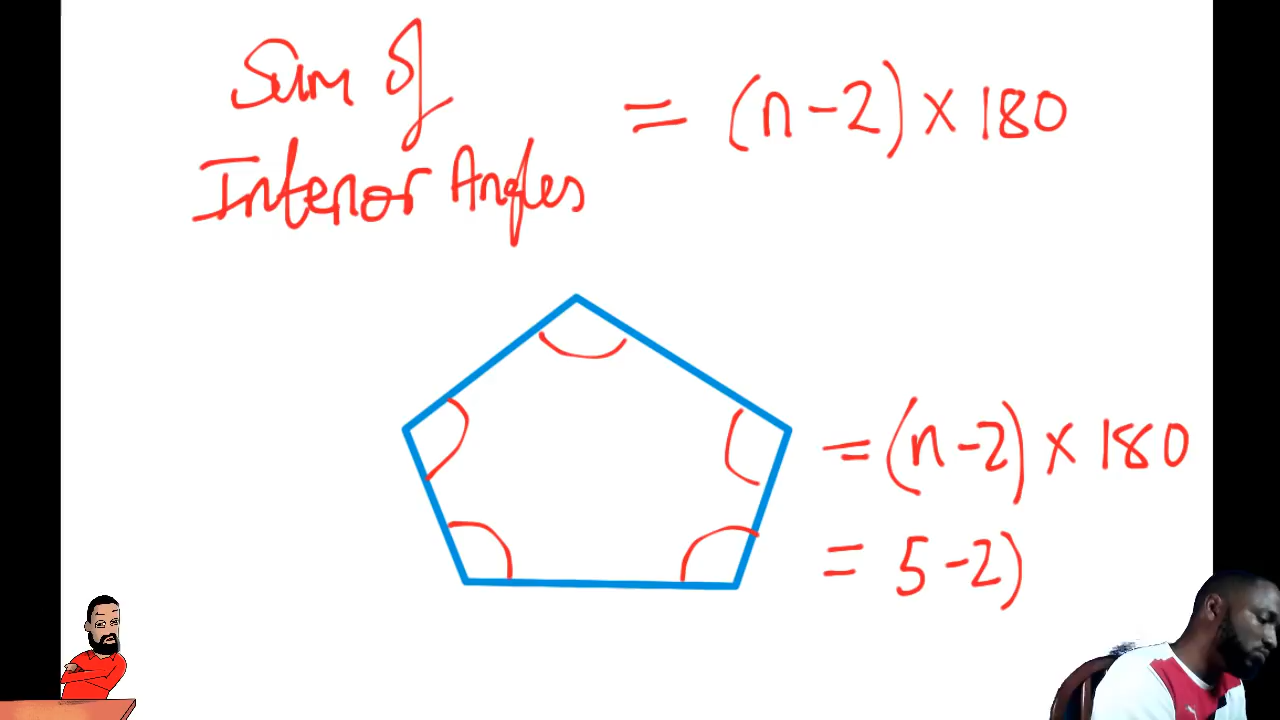 Sum of
Interior Angles
= (n-2) × 180
= (n-2) × 180
= 5-2)